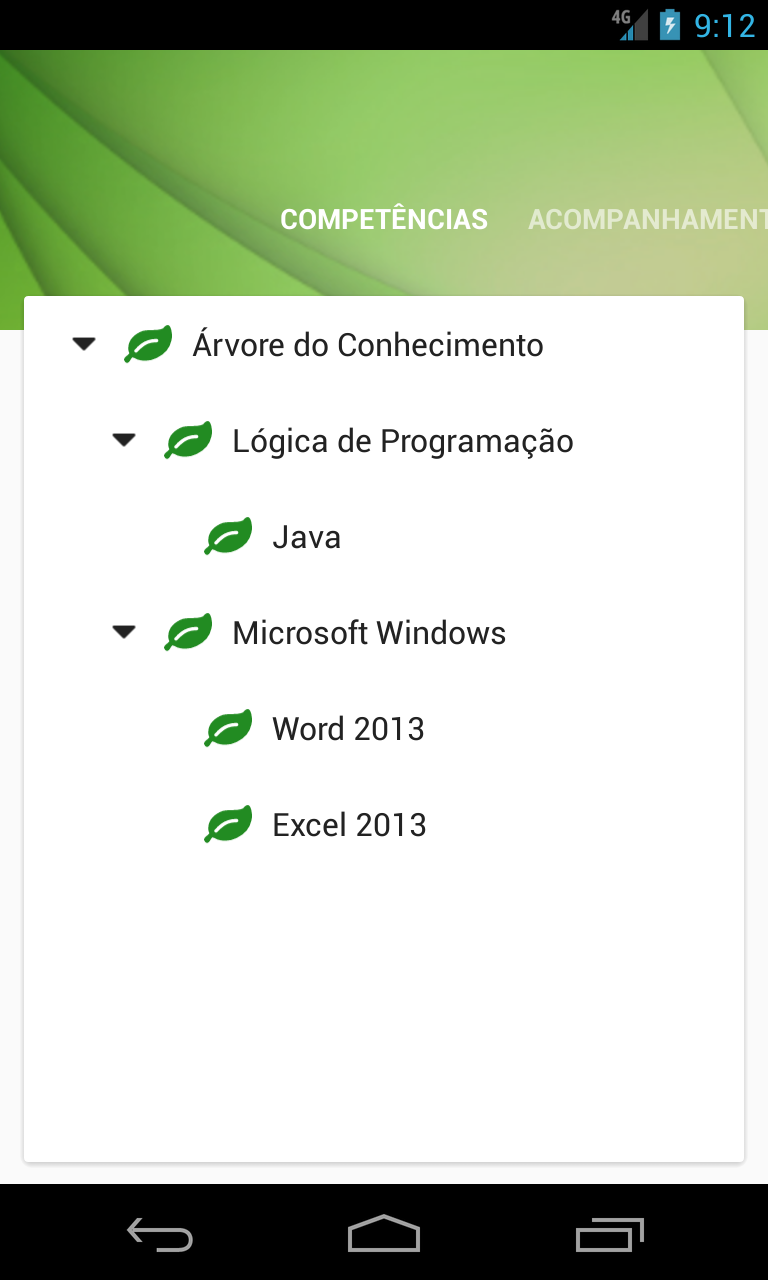 4G 9:12
COMPETÊNCIAS ACOMPANHAMENT
Árvore do Conhecimento
Lógica de Programação
Java
Microsoft Windows
Word 2013
Excel 2013